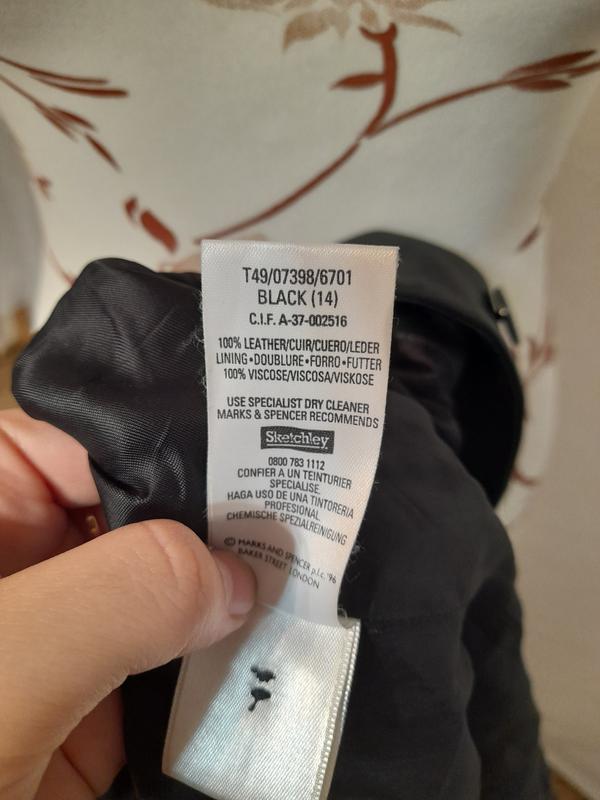 T49/07398/6701
BLACK (14)
C.I.F. A-37-002516
100% LEATHER/CUIR/CUERO/LEDER
LINING•DOUBLURE•FORRO•FUTTER
100% VISCOSE/VISCOSA/VISKOSE
USE SPECIALIST DRY CLEANER
MARKS & SPENCER RECOMMENDS
Sketchley
0800 783 1112
CONFIER A UN TEINTURIER
SPECIALISE.
HAGA USO DE UNA TINTORERIA
PROFESIONAL
CHEMISCHE SPEZIALREINIGUNG
© MARKS AND SPENCER p.l.c. '96
BAKER STREET LONDON